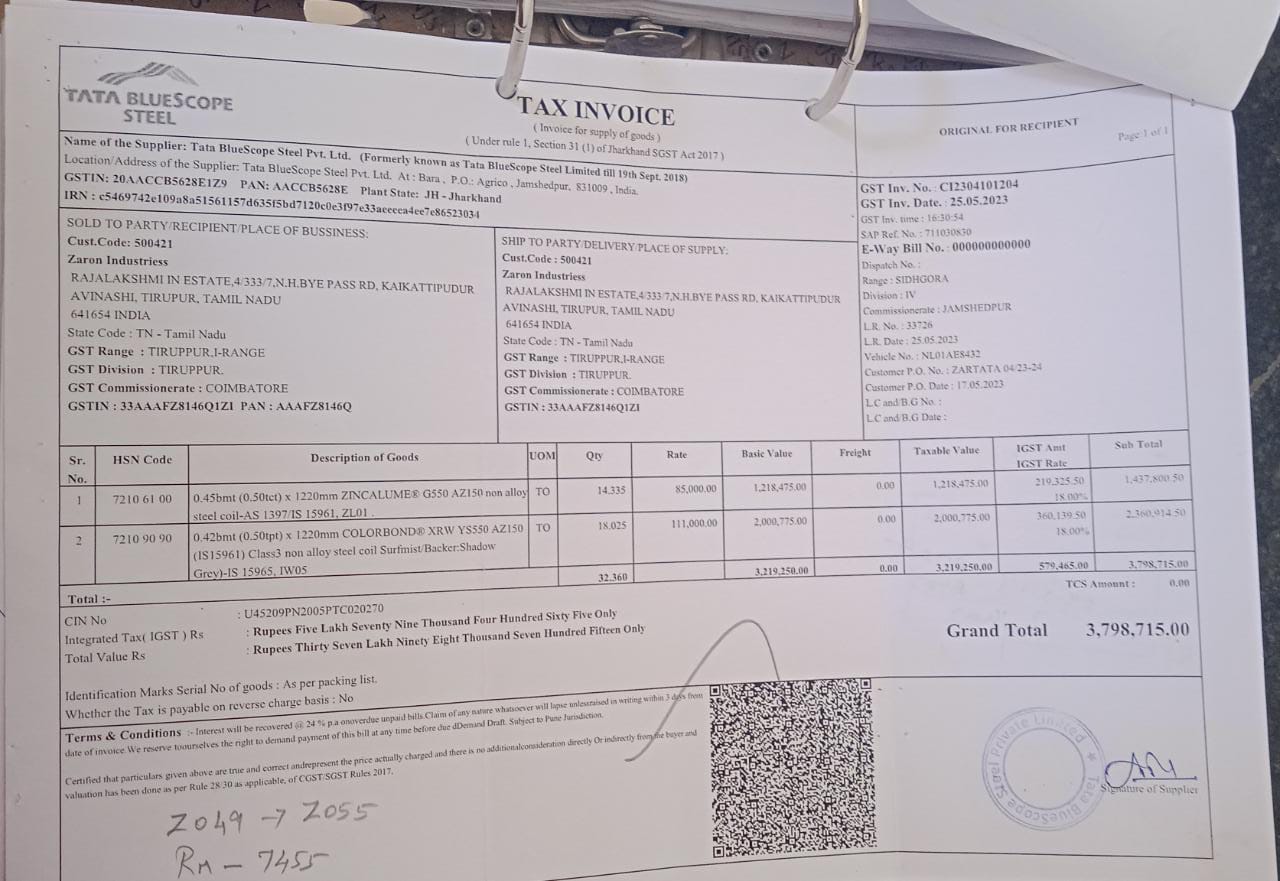 TATA BLUESCOPE
STEEL
TAX INVOICE
( Invoice for supply of goods )
( Under rule 1, Section 31 (1) of Jharkhand SGST Act 2017 )
ORIGINAL FOR RECIPIENT
Page 1 of 1
Name of the Supplier: Tata BlueScope Steel Pvt. Ltd. (Formerly known as Tata BlueScope Steel Limited till 19th Sept. 2018)
Location/Address of the Supplier: Tata BlueScope Steel Pvt. Ltd. At : Bara , P.O.: Agrico , Jamshedpur, 831009 , India.
GSTIN: 20AACCB5628E1Z9 PAN: AACCB5628E Plant State: JH - Jharkhand
IRN :
GST Inv. No. : CI2304101204
GST Inv. Date. : 25.05.2023
GST Inv. time : 16:30:54
SAP Ref. No. : 711030830
E-Way Bill No. : 000000000000
Dispatch No. :
Range : SIDHGORA
Division : IV
Commissionerate : JAMSHEDPUR
L.R. No. : 33726
L.R. Date : 25.05.2023
Vehicle No. : NL01AE8432
Customer P.O. No. : ZARTATA 04/23-24
Customer P.O. Date : 17.05.2023
L.C and/B.G No. :
L.C and/B.G Date :
SOLD TO PARTY/RECIPIENT/PLACE OF BUSSINESS:
Cust.Code: 500421
Zaron Industriess
RAJALAKSHMI IN ESTATE,4/333/7,N.H.BYE PASS RD, KAIKATTIPUDUR
AVINASHI, TIRUPUR, TAMIL NADU
641654 INDIA
State Code : TN - Tamil Nadu
GST Range : TIRUPPUR,I-RANGE
GST Division : TIRUPPUR.
GST Commissionerate : COIMBATORE
GSTIN : 33AAAFZ8146Q1ZI PAN : AAAFZ8146Q
SHIP TO PARTY/DELIVERY/PLACE OF SUPPLY:
Cust.Code : 500421
Zaron Industriess
RAJALAKSHMI IN ESTATE,4/333/7,N.H.BYE PASS RD, KAIKATTIPUDUR
AVINASHI, TIRUPUR, TAMIL NADU
641654 INDIA
State Code : TN - Tamil Nadu
GST Range : TIRUPPUR,I-RANGE
GST Division : TIRUPPUR.
GST Commissionerate : COIMBATORE
GSTIN : 33AAAFZ8146Q1ZI
Sr. No. HSN Code Description of Goods UOM Qty Rate Basic Value Freight Taxable Value IGST Amt IGST Rate Sub Total
1 7210 61 00 0.45bmt (0.50tct) x 1220mm ZINCALUME® G550 AZ150 non alloy TO 14.335 85,000.00 1,218,475.00 0.00 1,218,475.00 219,325.50 1,437,800.50
steel coil-AS 1397/IS 15961, ZL01 . 18.00%
2 7210 90 90 0.42bmt (0.50tpt) x 1220mm COLORBOND® XRW YS550 AZ150 TO 18.025 111,000.00 2,000,775.00 0.00 2,000,775.00 360,139.50 2,360,914.50
(IS15961) Class3 non alloy steel coil Surfmist/Backer:Shadow 18.00%
Grey)-IS 15965, IW05
Total :- 32.360 3,219,250.00 0.00 3,219,250.00 579,465.00 3,798,715.00
TCS Amount : 0.00
CIN No : U45209PN2005PTC020270
Integrated Tax( IGST ) Rs : Rupees Five Lakh Seventy Nine Thousand Four Hundred Sixty Five Only
Total Value Rs : Rupees Thirty Seven Lakh Ninety Eight Thousand Seven Hundred Fifteen Only
Grand Total 3,798,715.00
Identification Marks Serial No of goods : As per packing list.
Whether the Tax is payable on reverse charge basis : No
Terms & Conditions :- Interest will be recovered @ 24 % p.a onoverdue unpaid bills.Claim of any nature whatsoever will lapse unlessraised in writing within 3 days from
date of invoice.We reserve toourselves the right to demand payment of this bill at any time before due dDemand Draft. Subject to Pune Jurisdiction.
Certified that particulars given above are true and correct andrepresent the price actually charged and there is no additionalconsideration directly Or indirectly from the buyer and
valuation has been done as per Rule 28/30 as applicable, of CGST/SGST Rules 2017.
Tata BlueScope Steel Private Limited
Signature of Supplier
Z049 → Z055
RM - 7455